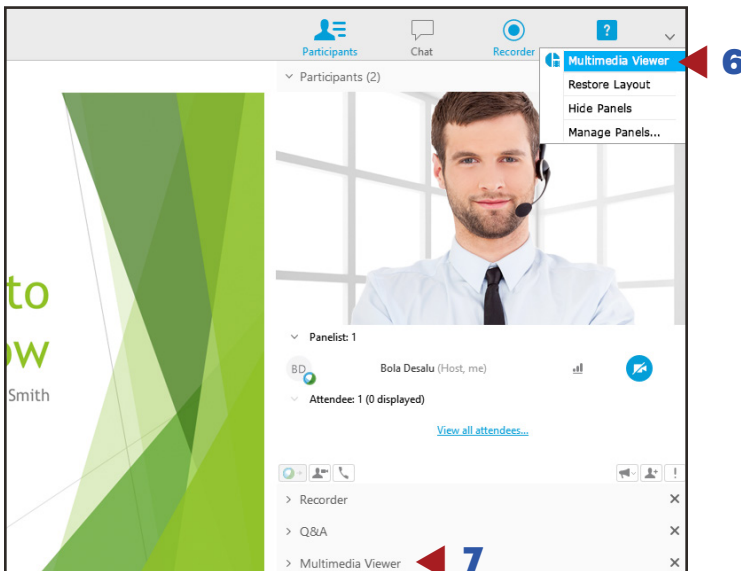 Participants Chat Recorder ?
Multimedia Viewer 6
Restore Layout
Hide Panels
Manage Panels...
Participants (2)
to
ow
Smith
Panelist: 1
BD Bola Desalu (Host, me)
Attendee: 1 (0 displayed)
View all attendees...
!
Recorder
Q&A
Multimedia Viewer 7